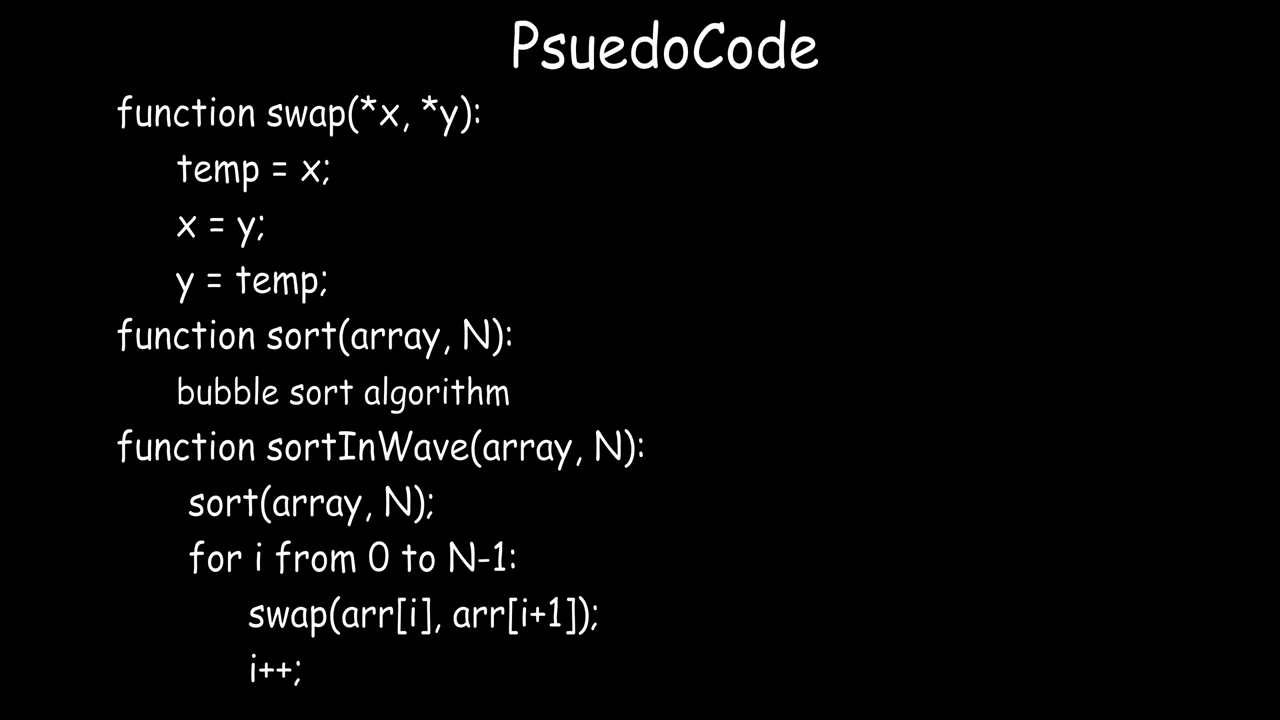 PsuedoCode
function swap(*x, *y):
temp = x;
x = y;
y = temp;
function sort(array, N):
bubble sort algorithm
function sortInWave(array, N):
sort(array, N);
for i from 0 to N-1:
swap(arr[i], arr[i+1]);
i++;